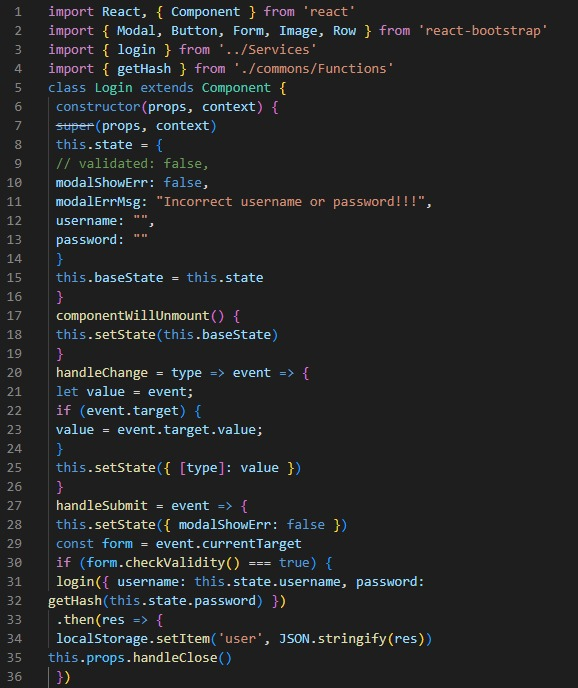 1 import React, { Component } from 'react'
2 import { Modal, Button, Form, Image, Row } from 'react-bootstrap'
3 import { login } from '../Services'
4 import { getHash } from './commons/Functions'
5 class Login extends Component {
6 constructor(props, context) {
7 super(props, context)
8 this.state = {
9 // validated: false,
10 modalShowErr: false,
11 modalErrMsg: "Incorrect username or password!!!",
12 username: "",
13 password: ""
14 }
15 this.baseState = this.state
16 }
17 componentWillUnmount() {
18 this.setState(this.baseState)
19 }
20 handleChange = type => event => {
21 let value = event;
22 if (event.target) {
23 value = event.target.value;
24 }
25 this.setState({ [type]: value })
26 }
27 handleSubmit = event => {
28 this.setState({ modalShowErr: false })
29 const form = event.currentTarget
30 if (form.checkValidity() === true) {
31 login({ username: this.state.username, password:
32 getHash(this.state.password) })
33 .then(res => {
34 localStorage.setItem('user', JSON.stringify(res))
35 this.props.handleClose()
36 })